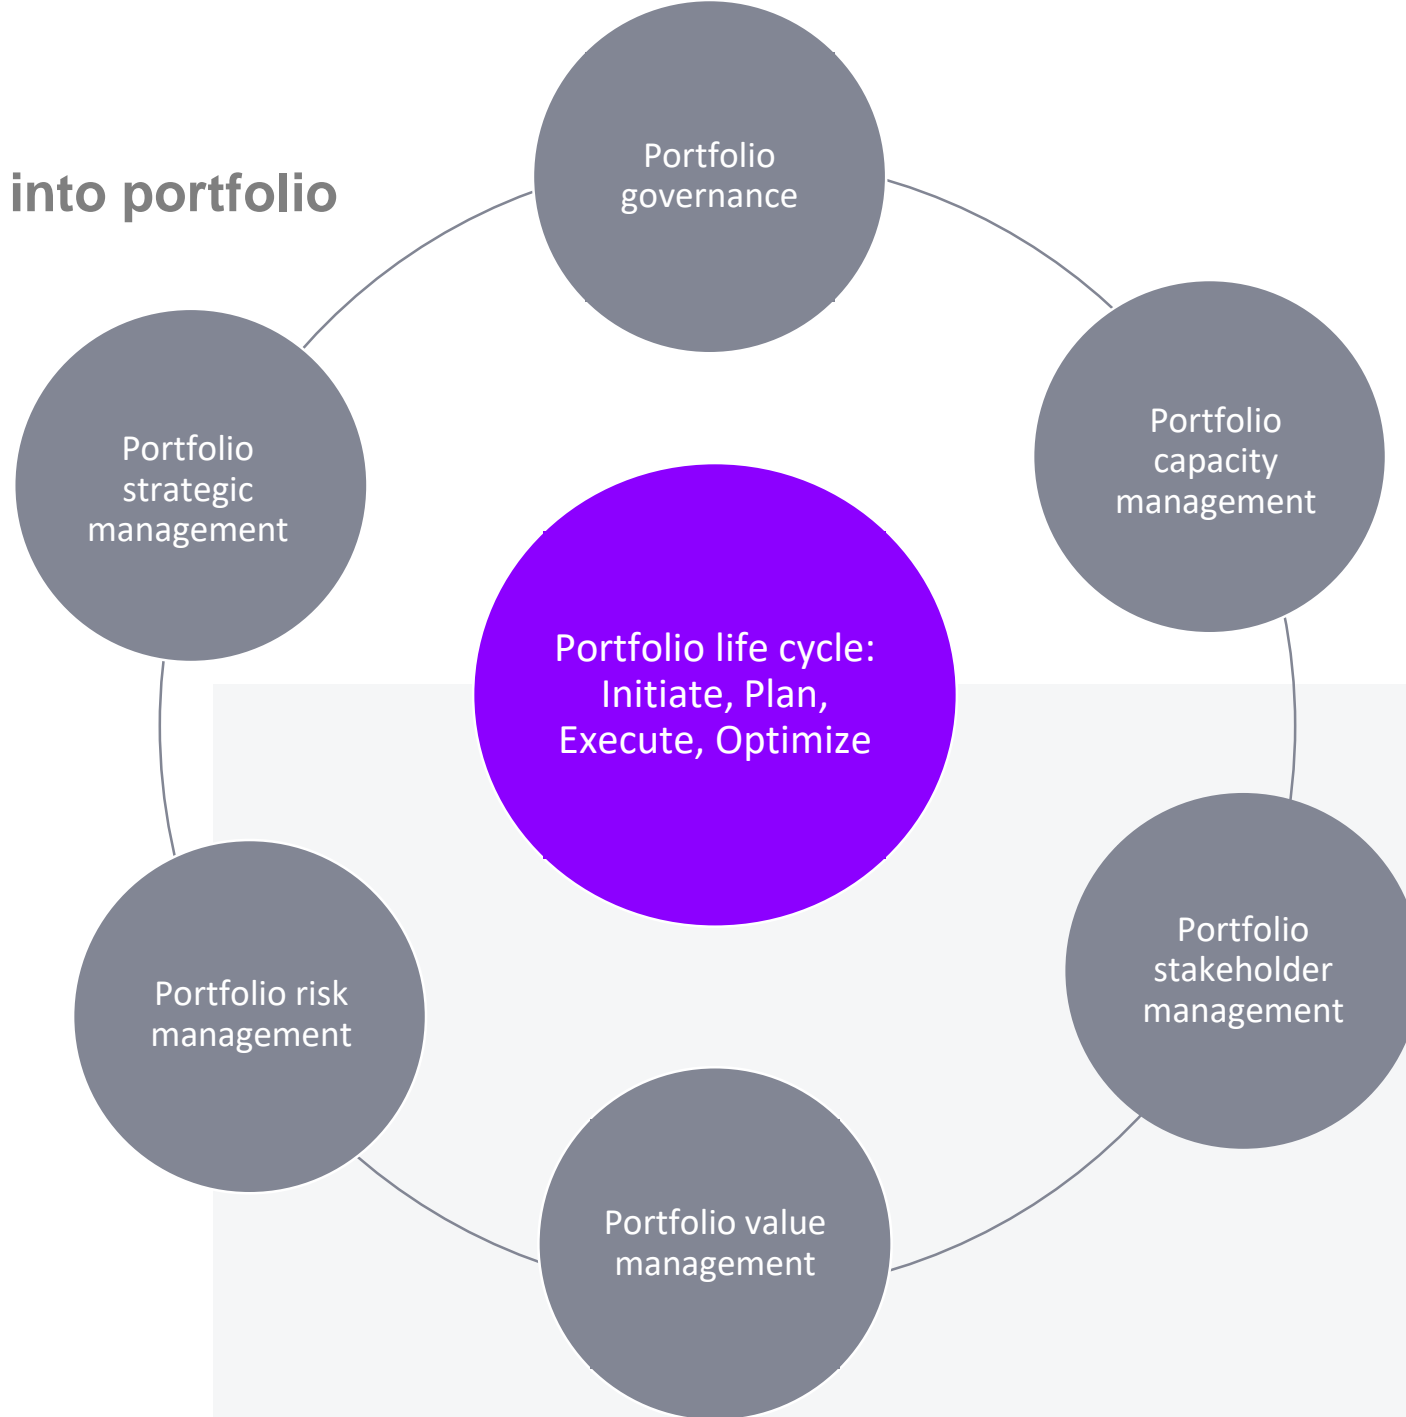 into portfolio
Portfolio
governance
Portfolio
capacity
management
Portfolio
strategic
management
Portfolio life cycle:
Initiate, Plan,
Execute, Optimize
Portfolio
stakeholder
management
Portfolio risk
management
Portfolio value
management